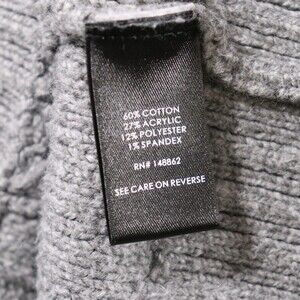 60% COTTON
27% ACRYLIC
12% POLYESTER
1% SPANDEX
RN# 148862
SEE CARE ON REVERSE